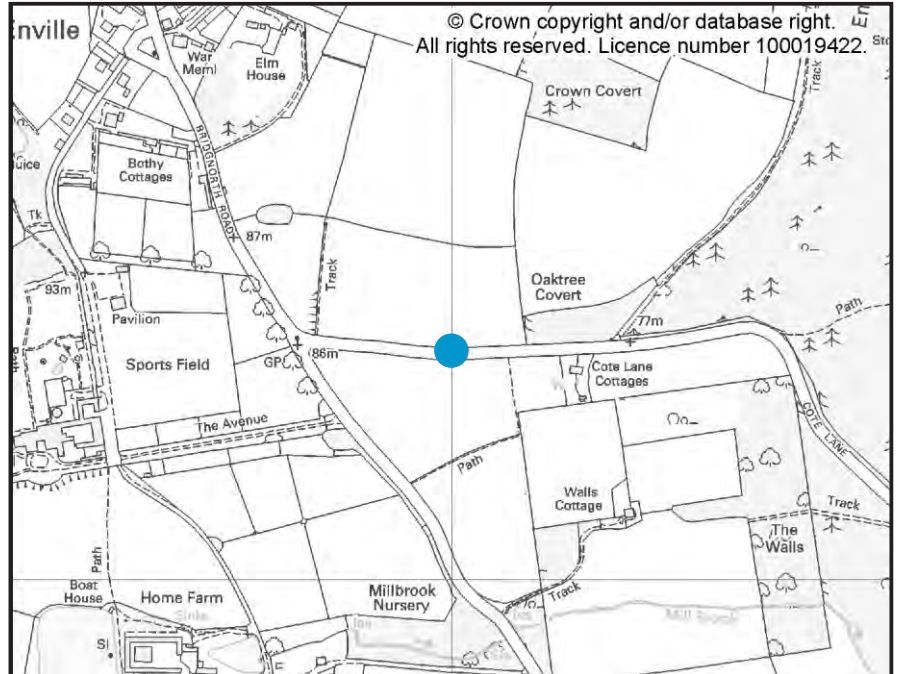 © Crown copyright and/or database right.
All rights reserved. Licence number 100019422.
Enville
En
War
Meml
Elm
House
Crown Covert
Track
BRIDGNORTH ROAD
Bothy
Cottages
Tk
87m
Track
93m
Pavilion
Oaktree
Covert
77m
Path
Sports Field
GP
86m
Cote Lane
Cottages
The Avenue
COTE LANE
Path
Walls
Cottage
Track
The
Walls
Path
Boat
House
Home Farm
Sinks
Millbrook
Nursery
Track
Mill Brook